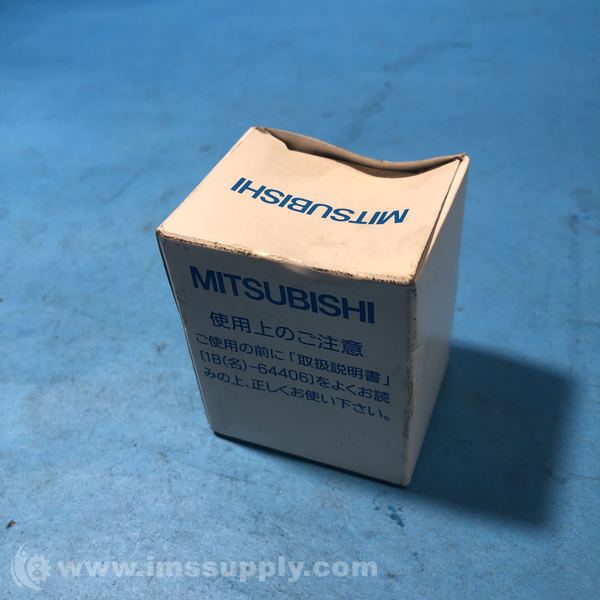 MITSUBISHI
MITSUBISHI
使用上のご注意
ご使用の前に「取扱説明書」
(IB(名)-64406)をよくお読
みの上、正しくお使い下さい。
www.imssupply.com